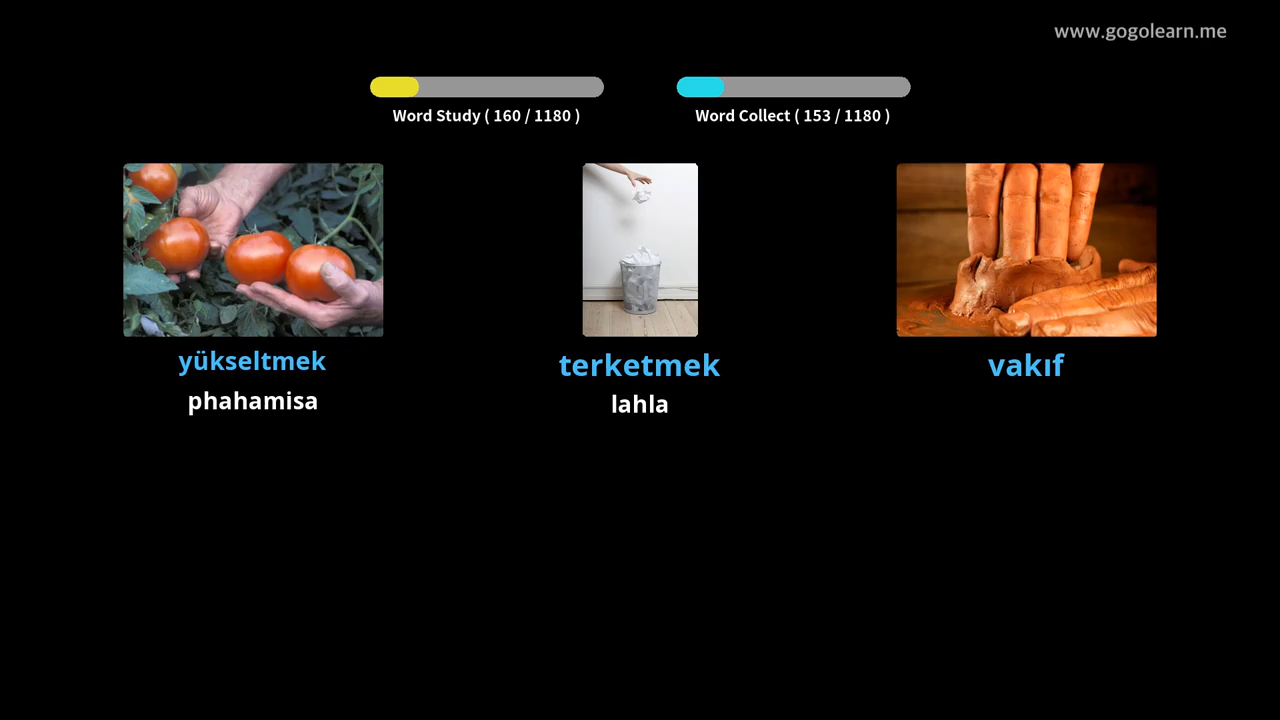 www.gogolearn.me
Word Study ( 160 / 1180 )
Word Collect ( 153 / 1180 )
yükseltmek
phahamisa
terketmek
lahla
vakıf